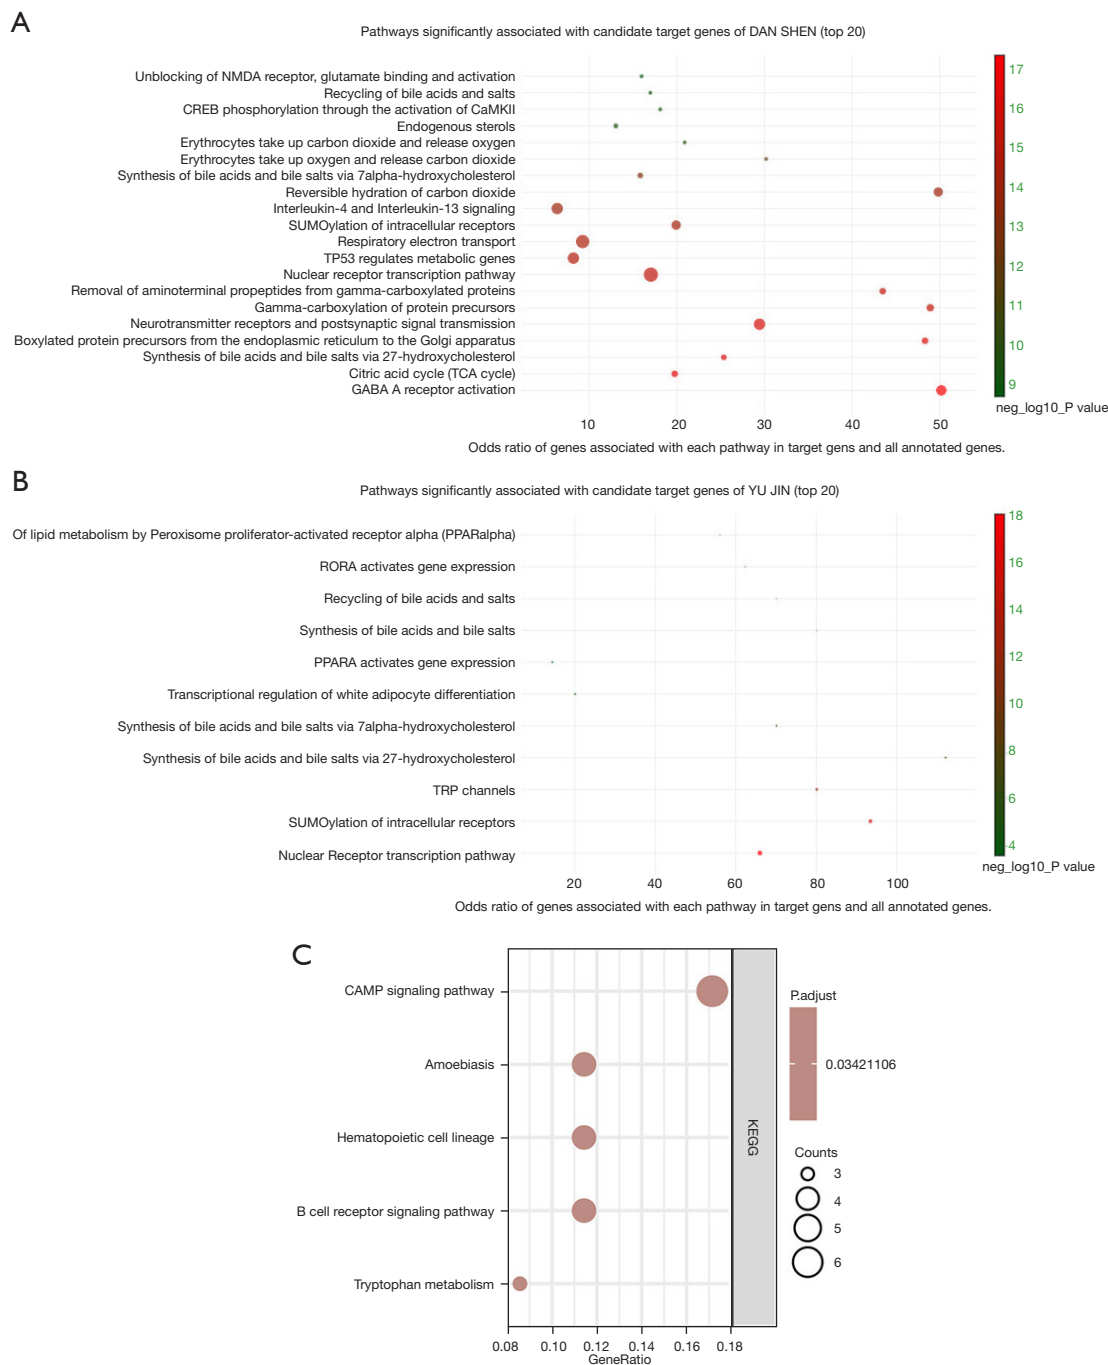 A
Pathways significantly associated with candidate target genes of DAN SHEN (top 20)
Unblocking of NMDA receptor, glutamate binding and activation
Recycling of bile acids and salts
CREB phosphorylation through the activation of CaMKII
Endogenous sterols
Erythrocytes take up carbon dioxide and release oxygen
Erythrocytes take up oxygen and release carbon dioxide
Synthesis of bile acids and bile salts via 7alpha-hydroxycholesterol
Reversible hydration of carbon dioxide
Interleukin-4 and Interleukin-13 signaling
SUMOylation of intracellular receptors
Respiratory electron transport
TP53 regulates metabolic genes
Nuclear receptor transcription pathway
Removal of aminoterminal propeptides from gamma-carboxylated proteins
Gamma-carboxylation of protein precursors
Neurotransmitter receptors and postsynaptic signal transmission
Boxylated protein precursors from the endoplasmic reticulum to the Golgi apparatus
Synthesis of bile acids and bile salts via 27-hydroxycholesterol
Citric acid cycle (TCA cycle)
GABA A receptor activation
10 20 30 40 50
Odds ratio of genes associated with each pathway in target gens and all annotated genes.
17
16
15
14
13
12
11
10
9
neg_log10_P value
B
Pathways significantly associated with candidate target genes of YU JIN (top 20)
Of lipid metabolism by Peroxisome proliferator-activated receptor alpha (PPARalpha)
RORA activates gene expression
Recycling of bile acids and salts
Synthesis of bile acids and bile salts
PPARA activates gene expression
Transcriptional regulation of white adipocyte differentiation
Synthesis of bile acids and bile salts via 7alpha-hydroxycholesterol
Synthesis of bile acids and bile salts via 27-hydroxycholesterol
TRP channels
SUMOylation of intracellular receptors
Nuclear Receptor transcription pathway
20 40 60 80 100
Odds ratio of genes associated with each pathway in target gens and all annotated genes.
18
16
14
12
10
8
6
4
neg_log10_P value
C
CAMP signaling pathway
Amoebiasis
Hematopoietic cell lineage
B cell receptor signaling pathway
Tryptophan metabolism
0.08 0.10 0.12 0.14 0.16 0.18
GeneRatio
KEGG
P.adjust
0.03421106
Counts
3
4
5
6